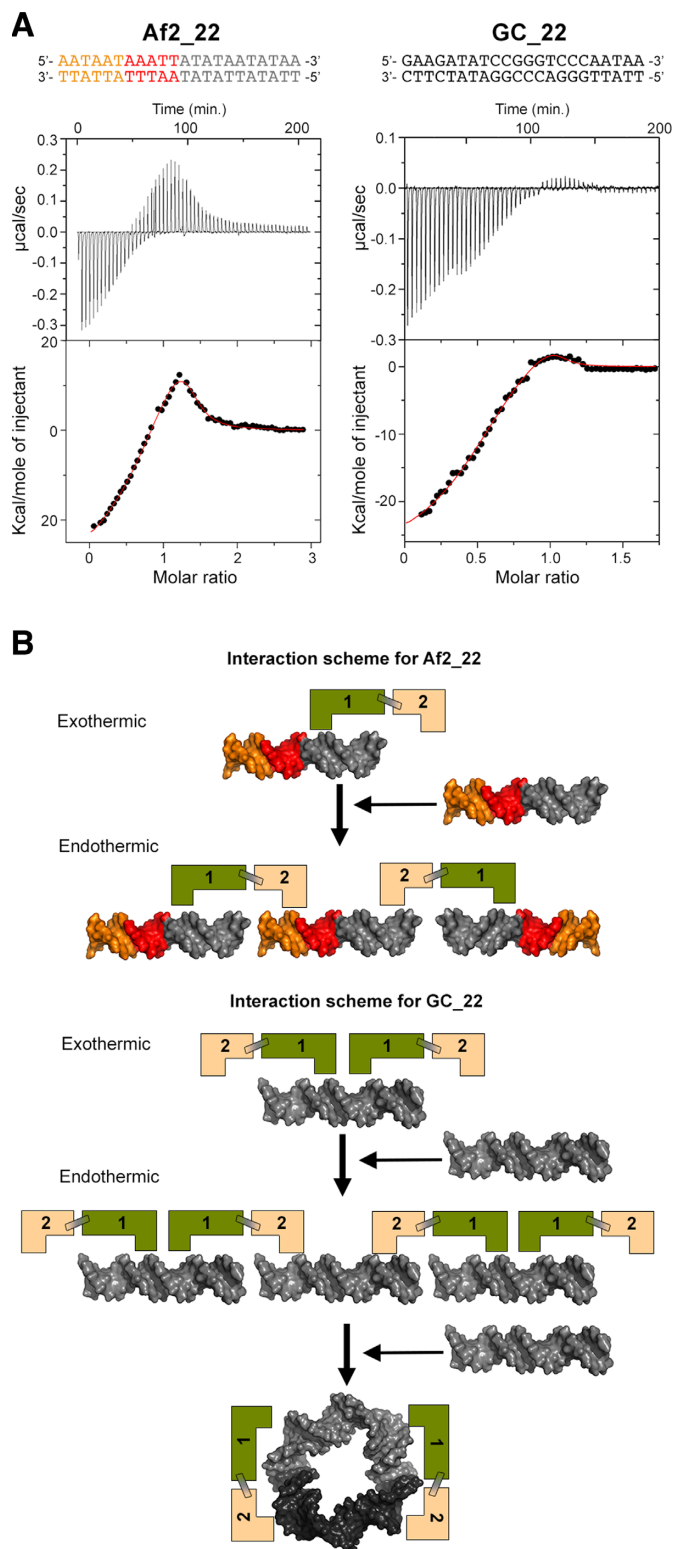 A
Af2_22
5'- AATAATAAATTATATAATATAA -3'
3'- TTATTATTTAATATATTATATT -5'
Time (min.)
0 100 200
0.3
0.2
0.1
0.0
-0.1
-0.2
-0.3
µcal/sec
20
0
20
Kcal/mole of injectant
0 1 2 3
Molar ratio
GC_22
5'- GAAGATATCCGGGTCCCAATAA -3'
3'- CTTCTATAGGCCCAGGGTTATT -5'
Time (min.)
0 50 100 150 200
0.1
0.0
-0.1
-0.2
-0.3
µcal/sec
0
-10
-20
Kcal/mole of injectant
0 0.5 1.0 1.5
Molar ratio
B
Interaction scheme for Af2_22
Exothermic
1 2
Endothermic
1 2 2 1
Interaction scheme for GC_22
Exothermic
2 1 1 2
Endothermic
2 1 1 2 2 1 1 2
1 1
2 2